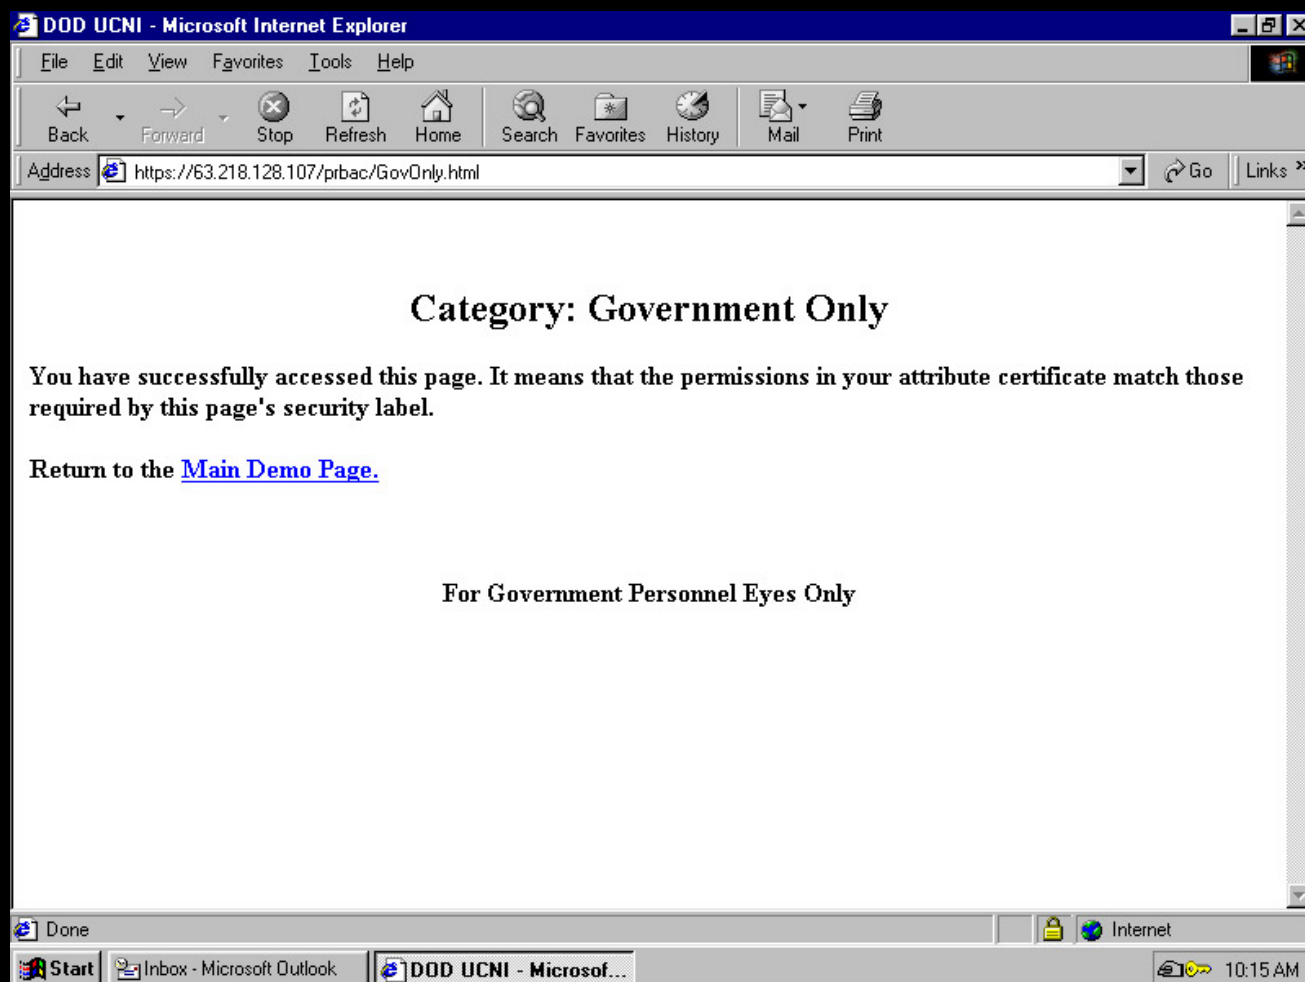 DOD UCNI - Microsoft Internet Explorer
File Edit View Favorites Tools Help
Back Forward Stop Refresh Home Search Favorites History Mail Print
Address https://63.218.128.107/prbac/GovOnly.html Go Links »
Category: Government Only
You have successfully accessed this page. It means that the permissions in your attribute certificate match those
required by this page's security label.
Return to the Main Demo Page.
For Government Personnel Eyes Only
Done Internet
Start Inbox - Microsoft Outlook DOD UCNI - Microsof... 10:15 AM